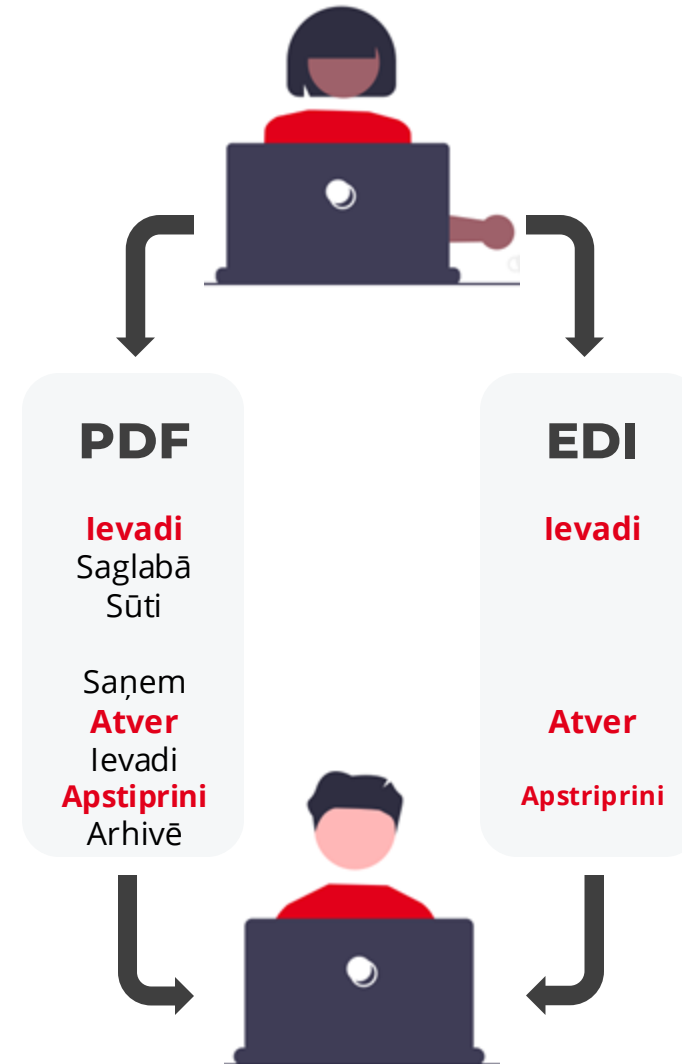 PDF
Ievadi
Saglabā
Sūti
Saņem
Atver
Ievadi
Apstiprini
Arhivē
EDI
Ievadi
Atver
Apstriprini